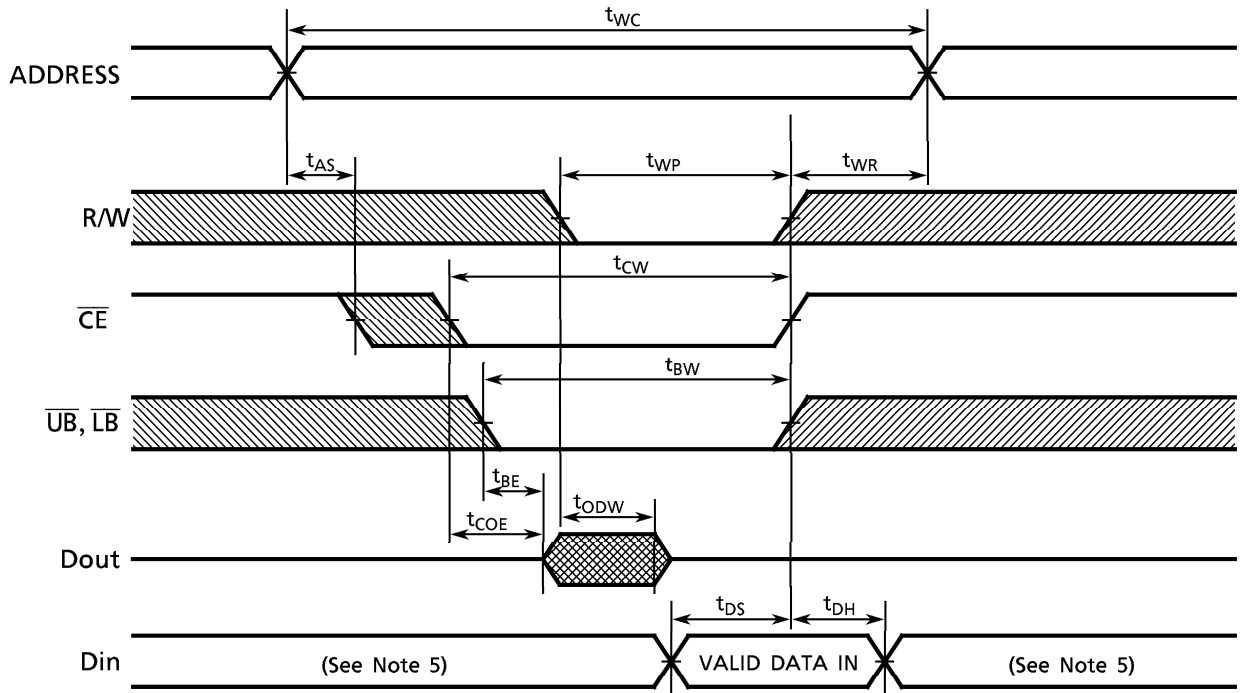 tWC
ADDRESS
tAS
tWP
tWR
R/W
tCW
CE
tBW
UB, LB
tBE
tODW
tCOE
Dout
tDS
tDH
Din
(See Note 5)
VALID DATA IN
(See Note 5)